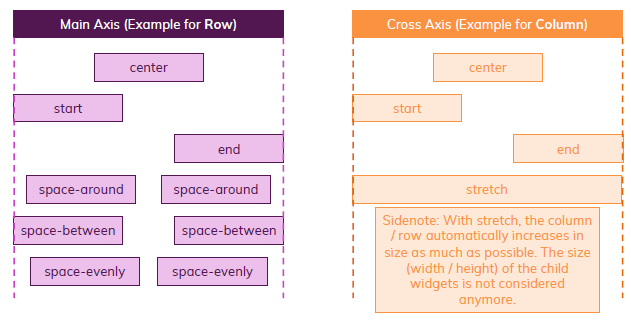 Main Axis (Example for Row)
center
start
end
space-around space-around
space-between space-between
space-evenly space-evenly
Cross Axis (Example for Column)
center
start
end
stretch
Sidenote: With stretch, the column
/ row automatically increases in
size as much as possible. The size
(width / height) of the child
widgets is not considered
anymore.